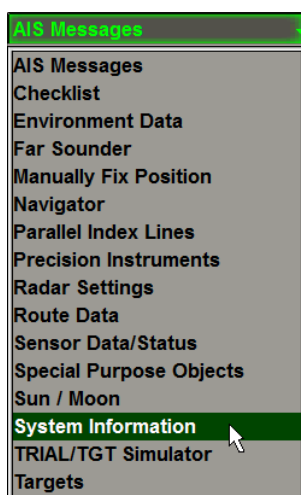 AIS Messages
AIS Messages
Checklist
Environment Data
Far Sounder
Manually Fix Position
Navigator
Parallel Index Lines
Precision Instruments
Radar Settings
Route Data
Sensor Data/Status
Special Purpose Objects
Sun / Moon
System Information
TRIAL/TGT Simulator
Targets